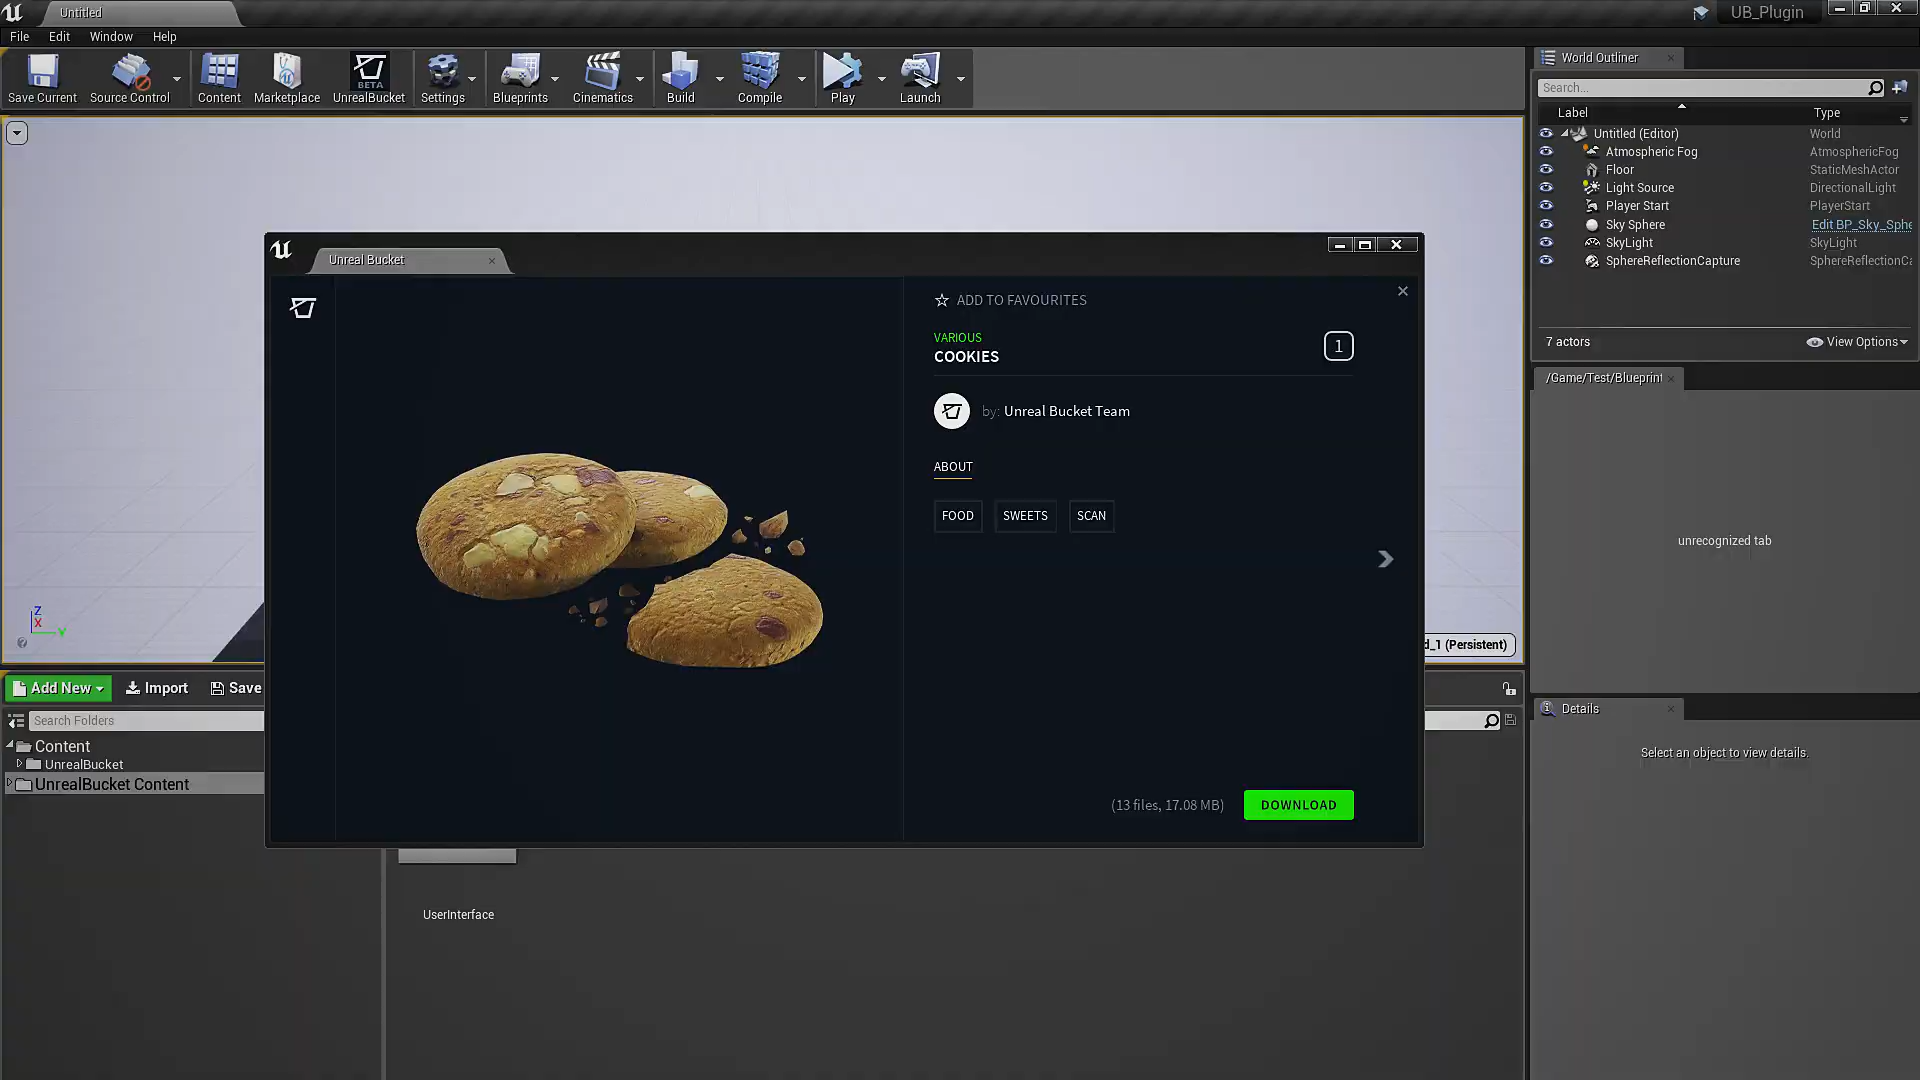 Untitled
UB_Plugin
File Edit Window Help
Save Current
Source Control
Content
Marketplace
BETA
UnrealBucket
Settings
Blueprints
Cinematics
Build
Compile
Play
Launch
World Outliner
Search...
Label Type
Untitled (Editor) World
Atmospheric Fog AtmosphericFog
Floor StaticMeshActor
Light Source DirectionalLight
Player Start PlayerStart
Sky Sphere Edit BP_Sky_Sphe
SkyLight SkyLight
SphereReflectionCapture SphereReflectionCa
7 actors View Options
/Game/Test/Blueprint
unrecognized tab
Details
Select an object to view details.
Unreal Bucket
ADD TO FAVOURITES
VARIOUS
COOKIES
1
by: Unreal Bucket Team
ABOUT
FOOD SWEETS SCAN
(13 files, 17.08 MB) DOWNLOAD
Z
X
Y
d_1 (Persistent)
Add New Import Save
Search Folders
Content
UnrealBucket
UnrealBucket Content
UserInterface